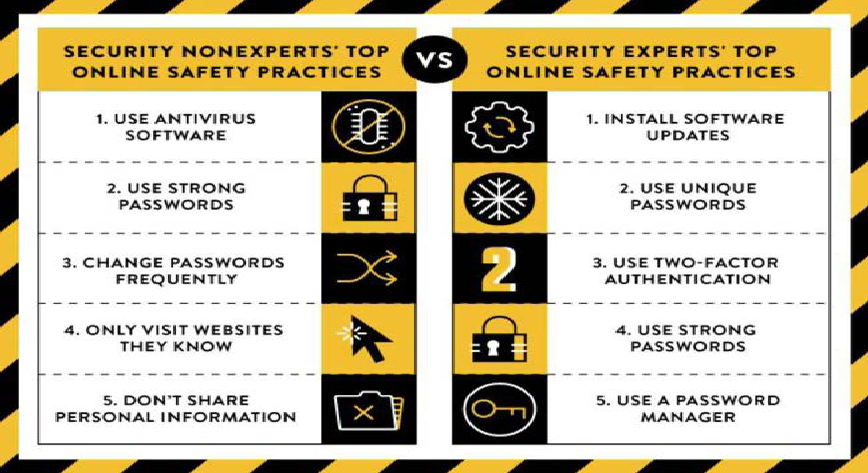 SECURITY NONEXPERTS' TOP
ONLINE SAFETY PRACTICES
VS
SECURITY EXPERTS' TOP
ONLINE SAFETY PRACTICES
1. USE ANTIVIRUS
SOFTWARE
2. USE STRONG
PASSWORDS
3. CHANGE PASSWORDS
FREQUENTLY
4. ONLY VISIT WEBSITES
THEY KNOW
5. DON'T SHARE
PERSONAL INFORMATION
1. INSTALL SOFTWARE
UPDATES
2. USE UNIQUE
PASSWORDS
2
3. USE TWO-FACTOR
AUTHENTICATION
4. USE STRONG
PASSWORDS
5. USE A PASSWORD
MANAGER